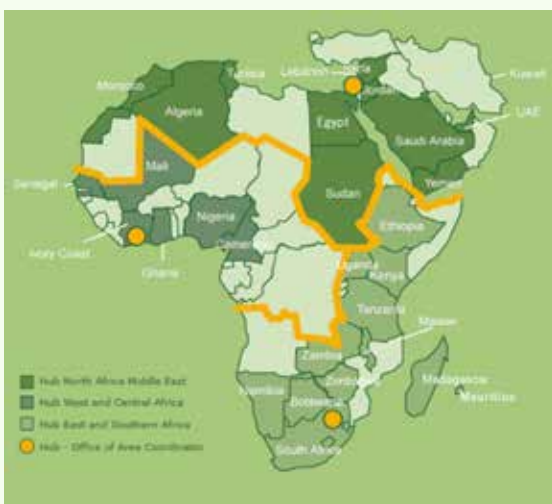 Lebanon
Syria
Jordan
Kuwait
UAE
Morocco
Tunisia
Algeria
Egypt
Saudi Arabia
Yemen
Mali
Senegal
Sudan
Nigeria
Ethiopia
Cameroon
Ivory Coast
Ghana
Uganda
Kenya
Tanzania
Malawi
Zambia
Madagascar
Mauritius
Zimbabwe
Namibia
Botswana
South Africa
Hub North Africa Middle East
Hub West and Central Africa
Hub East and Southern Africa
Hub - Office of Area Coordinator